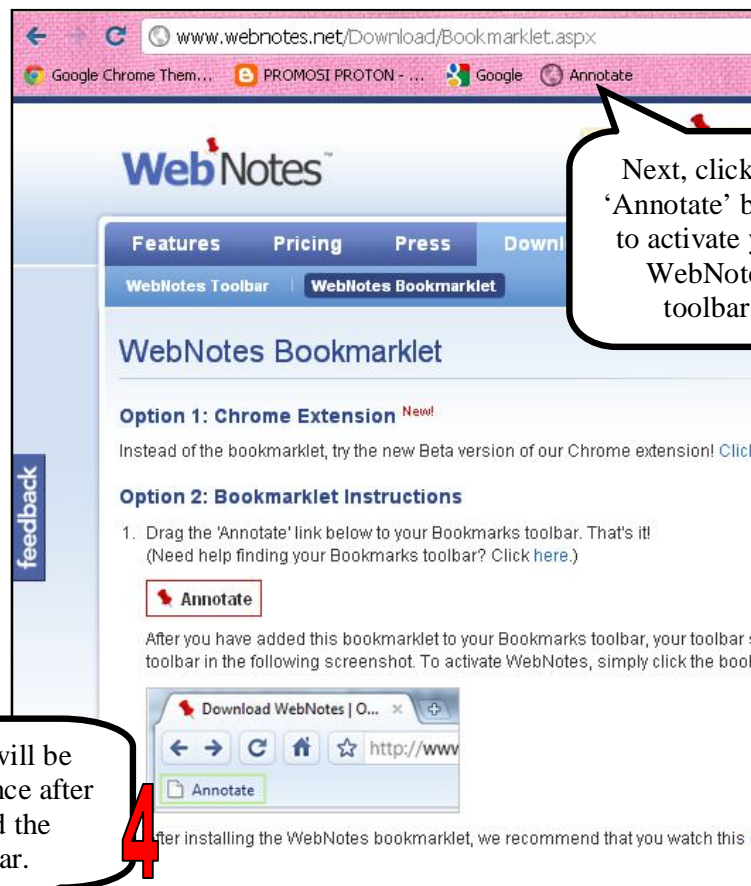 www.webnotes.net/Download/Bookmarklet.aspx
Google Chrome Them... PROMOSI PROTON - ... Google Annotate
WebNotes™
Next, click
‘Annotate’ b
to activate y
WebNote
toolbar
Features Pricing Press Downl
WebNotes Toolbar WebNotes Bookmarklet
WebNotes Bookmarklet
Option 1: Chrome Extension New!
Instead of the bookmarklet, try the new Beta version of our Chrome extension! Click
feedback
Option 2: Bookmarklet Instructions
1. Drag the 'Annotate' link below to your Bookmarks toolbar. That's it!
(Need help finding your Bookmarks toolbar? Click here.)
Annotate
After you have added this bookmarklet to your Bookmarks toolbar, your toolbar s
toolbar in the following screenshot. To activate WebNotes, simply click the book
Download WebNotes | O...
http://www
Annotate
will be
nce after
d the
ar.
4
fter installing the WebNotes bookmarklet, we recommend that you watch this